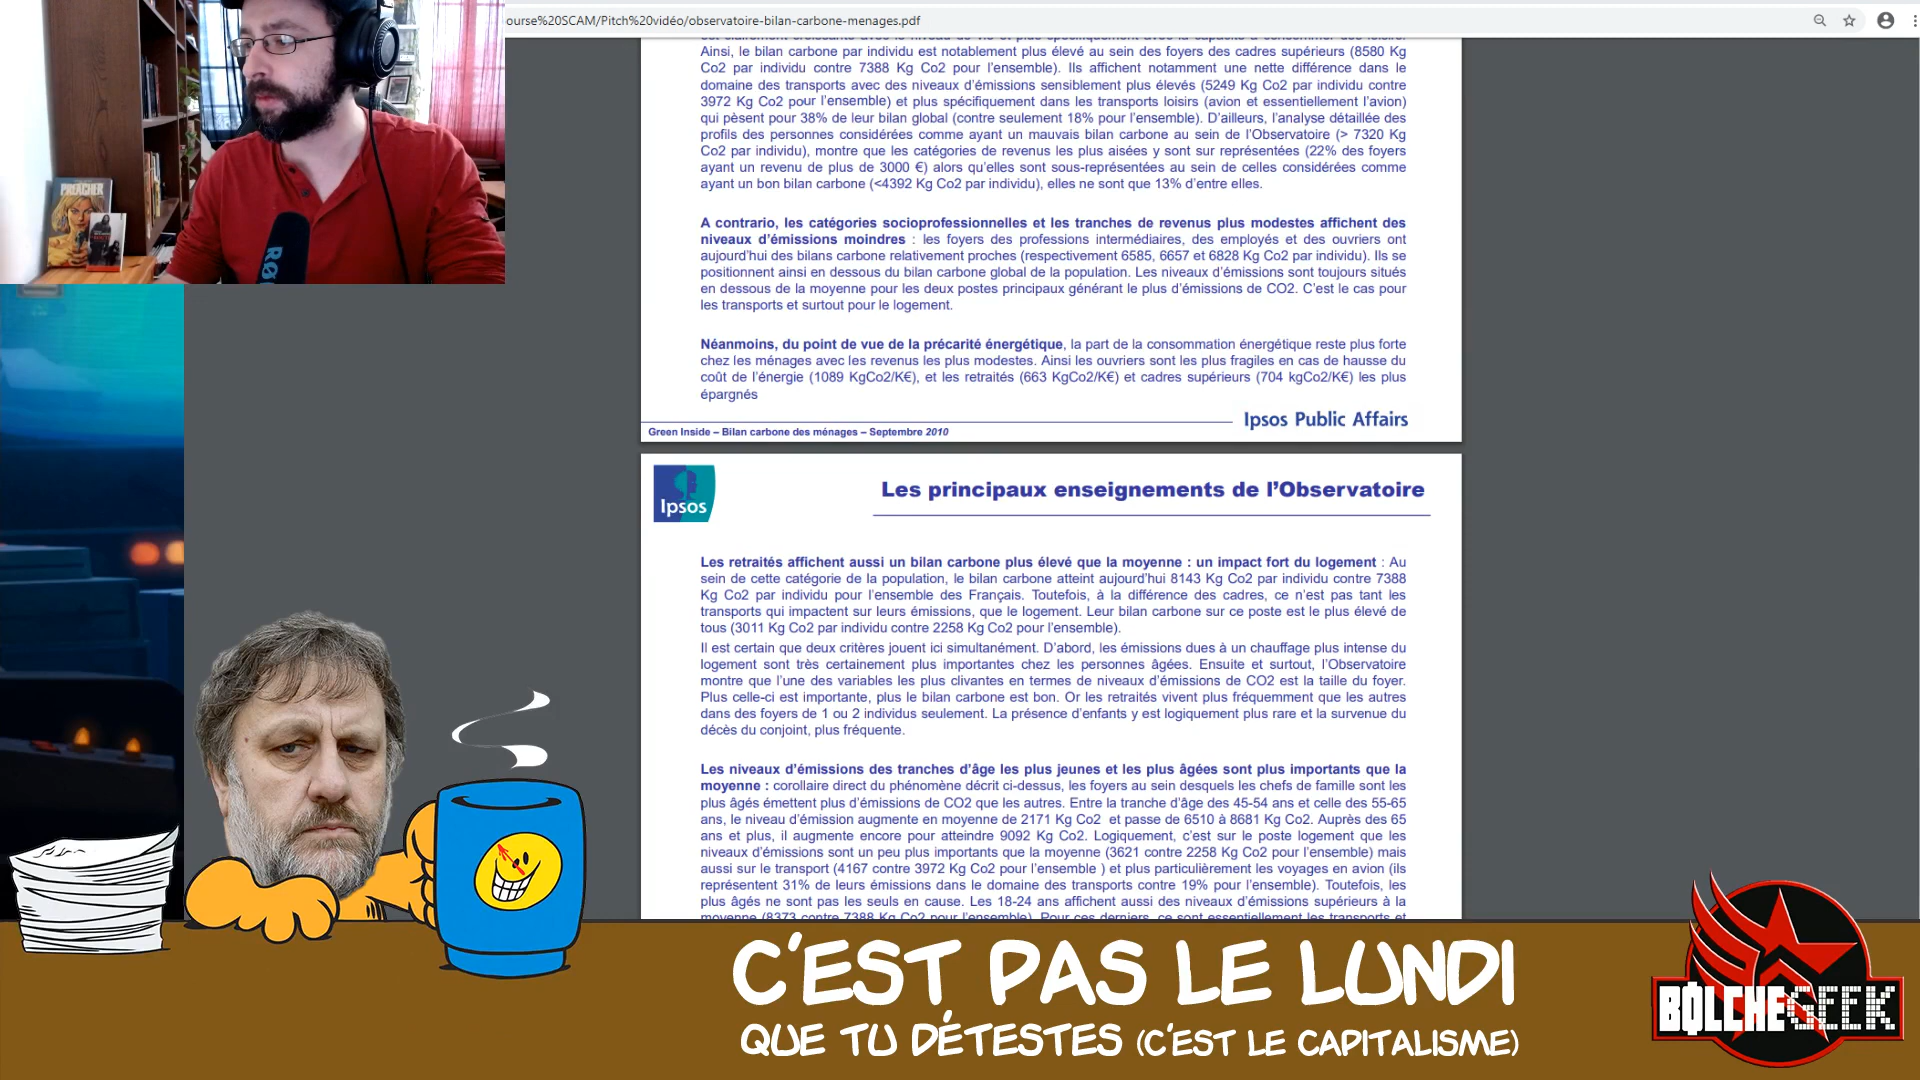 ourse%20SCAM/Pitch%20vidéo/observatoire-bilan-carbone-menages.pdf
Ainsi, le bilan carbone par individu est notablement plus élevé au sein des foyers des cadres supérieurs (8580 Kg
Co2 par individu contre 7388 Kg Co2 pour l'ensemble). Ils affichent notamment une nette différence dans le
domaine des transports avec des niveaux d'émissions sensiblement plus élevés (5249 Kg Co2 par individu contre
3972 Kg Co2 pour l'ensemble) et plus spécifiquement dans les transports loisirs (avion et essentiellement l'avion)
qui pèsent pour 38% de leur bilan global (contre seulement 18% pour l'ensemble). D'ailleurs, l'analyse détaillée des
profils des personnes considérées comme ayant un mauvais bilan carbone au sein de l'Observatoire (> 7320 Kg
Co2 par individu), montre que les catégories de revenus les plus aisées y sont sur représentées (22% des foyers
ayant un revenu de plus de 3000 €) alors qu'elles sont sous-représentées au sein de celles considérées comme
ayant un bon bilan carbone (<4392 Kg Co2 par individu), elles ne sont que 13% d'entre elles.
A contrario, les catégories socioprofessionnelles et les tranches de revenus plus modestes affichent des
niveaux d'émissions moindres : les foyers des professions intermédiaires, des employés et des ouvriers ont
aujourd'hui des bilans carbone relativement proches (respectivement 6585, 6657 et 6828 Kg Co2 par individu). Ils se
positionnent ainsi en dessous du bilan carbone global de la population. Les niveaux d'émissions sont toujours situés
en dessous de la moyenne pour les deux postes principaux générant le plus d'émissions de CO2. C'est le cas pour
les transports et surtout pour le logement.
Néanmoins, du point de vue de la précarité énergétique, la part de la consommation énergétique reste plus forte
chez les ménages avec les revenus les plus modestes. Ainsi les ouvriers sont les plus fragiles en cas de hausse du
coût de l'énergie (1089 KgCo2/K€), et les retraités (663 KgCo2/K€) et cadres supérieurs (704 kgCo2/K€) les plus
épargnés
Ipsos Public Affairs
Green Inside – Bilan carbone des ménages – Septembre 2010
Ipsos
Les principaux enseignements de l'Observatoire
Les retraités affichent aussi un bilan carbone plus élevé que la moyenne : un impact fort du logement : Au
sein de cette catégorie de la population, le bilan carbone atteint aujourd'hui 8143 Kg Co2 par individu contre 7388
Kg Co2 par individu pour l'ensemble des Français. Toutefois, à la différence des cadres, ce n'est pas tant les
transports qui impactent sur leurs émissions, que le logement. Leur bilan carbone sur ce poste est le plus élevé de
tous (3011 Kg Co2 par individu contre 2258 Kg Co2 pour l'ensemble).
Il est certain que deux critères jouent ici simultanément. D'abord, les émissions dues à un chauffage plus intense du
logement sont très certainement plus importantes chez les personnes âgées. Ensuite et surtout, l'Observatoire
montre que l'une des variables les plus clivantes en termes de niveaux d'émissions de CO2 est la taille du foyer.
Plus celle-ci est importante, plus le bilan carbone est bon. Or les retraités vivent plus fréquemment que les autres
dans des foyers de 1 ou 2 individus seulement. La présence d'enfants y est logiquement plus rare et la survenue du
décès du conjoint, plus fréquente.
Les niveaux d'émissions des tranches d'âge les plus jeunes et les plus âgées sont plus importants que la
moyenne : corollaire direct du phénomène décrit ci-dessus, les foyers au sein desquels les chefs de famille sont les
plus âgés émettent plus d'émissions de CO2 que les autres. Entre la tranche d'âge des 45-54 ans et celle des 55-65
ans, le niveau d'émission augmente en moyenne de 2171 Kg Co2 et passe de 6510 à 8681 Kg Co2. Auprès des 65
ans et plus, il augmente encore pour atteindre 9092 Kg Co2. Logiquement, c'est sur le poste logement que les
niveaux d'émissions sont un peu plus importants que la moyenne (3621 contre 2258 Kg Co2 pour l'ensemble) mais
aussi sur le transport (4167 contre 3972 Kg Co2 pour l'ensemble ) et plus particulièrement les voyages en avion (ils
représentent 31% de leurs émissions dans le domaine des transports contre 19% pour l'ensemble). Toutefois, les
plus âgés ne sont pas les seuls en cause. Les 18-24 ans affichent aussi des niveaux d'émissions supérieurs à la
moyenne (8373 contre 7388 Kg Co2 pour l'ensemble). Pour ces derniers, ce sont essentiellement les transports et
PREACHER
RØ
C'EST PAS LE LUNDI
QUE TU DÉTESTES (C'EST LE CAPITALISME)
BOLCHEGEEK